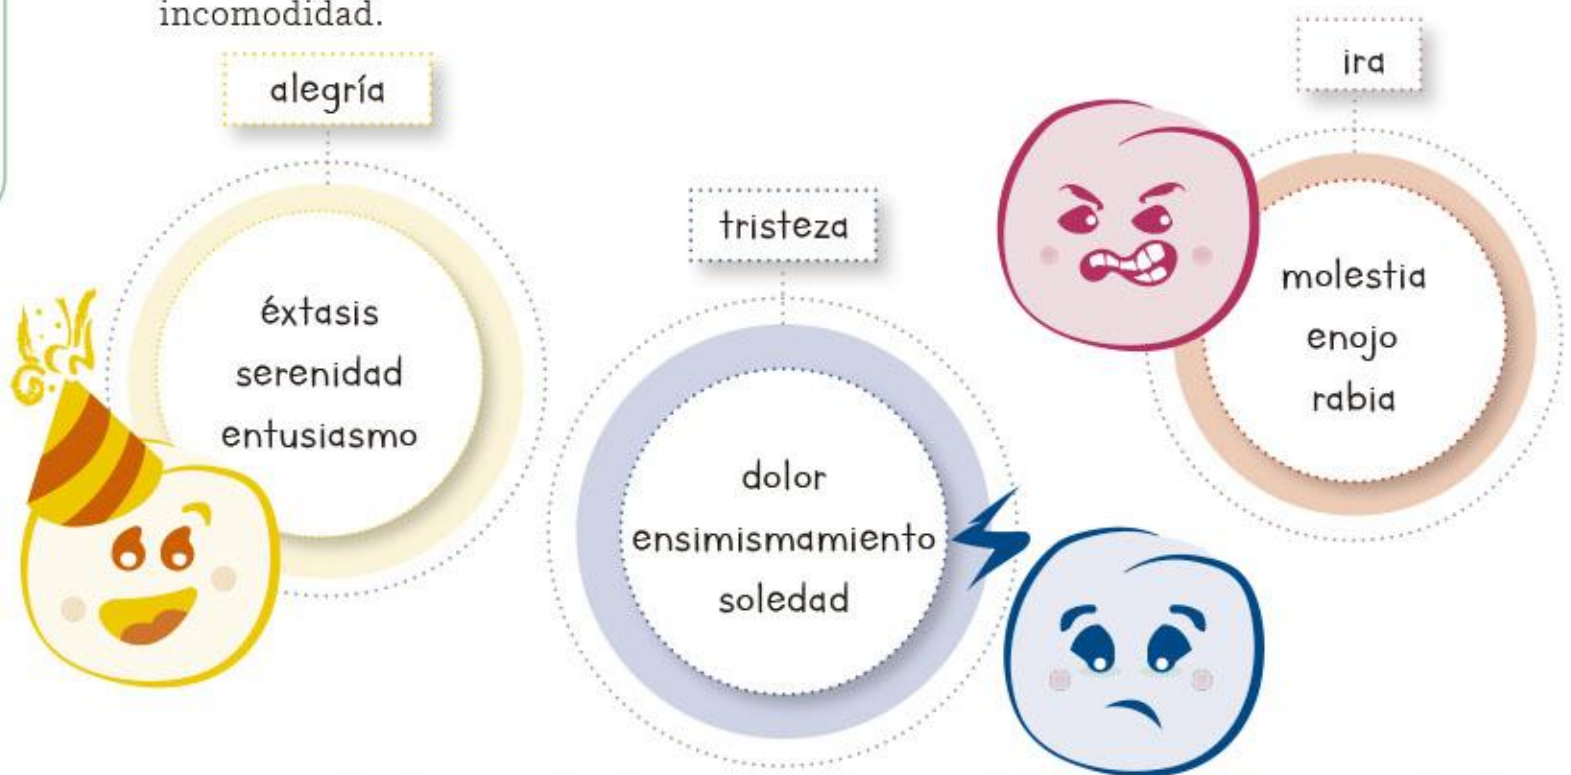 incomodidad.
alegría
éxtasis
serenidad
entusiasmo
tristeza
dolor
ensimismamiento
soledad
ira
molestia
enojo
rabia